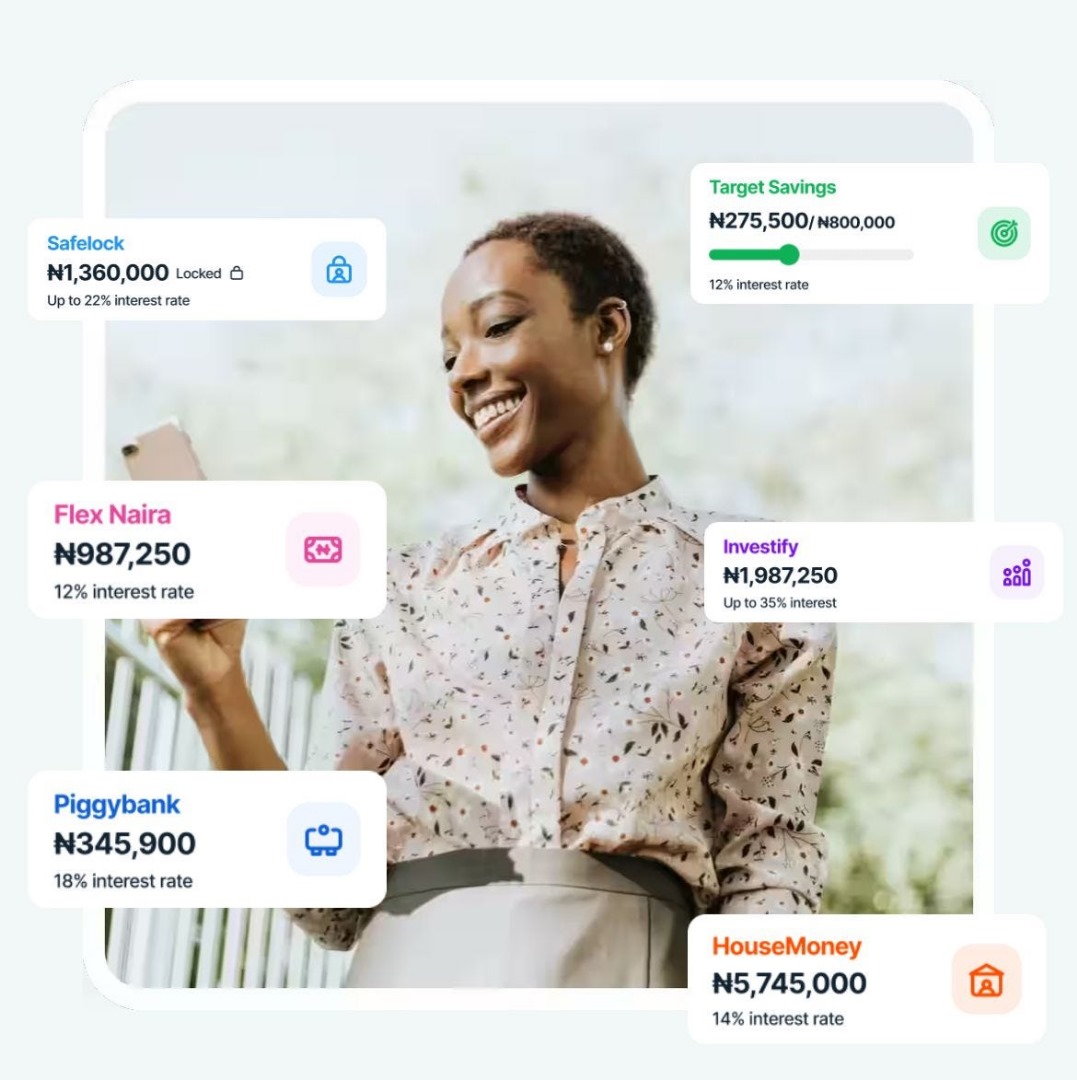 Target Savings
₦275,500/ ₦800,000
12% interest rate
Safelock
₦1,360,000 Locked
Up to 22% interest rate
Flex Naira
₦987,250
12% interest rate
Investify
₦1,987,250
Up to 35% interest
Piggybank
₦345,900
18% interest rate
HouseMoney
₦5,745,000
14% interest rate